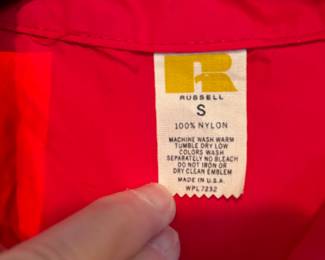 RUSSELL
S
100% NYLON
MACHINE WASH WARM
TUMBLE DRY LOW
COLORS WASH
SEPARATELY NO BLEACH
DO NOT IRON OR
DRY CLEAN EMBLEM
MADE IN U.S.A.
WPL 7232